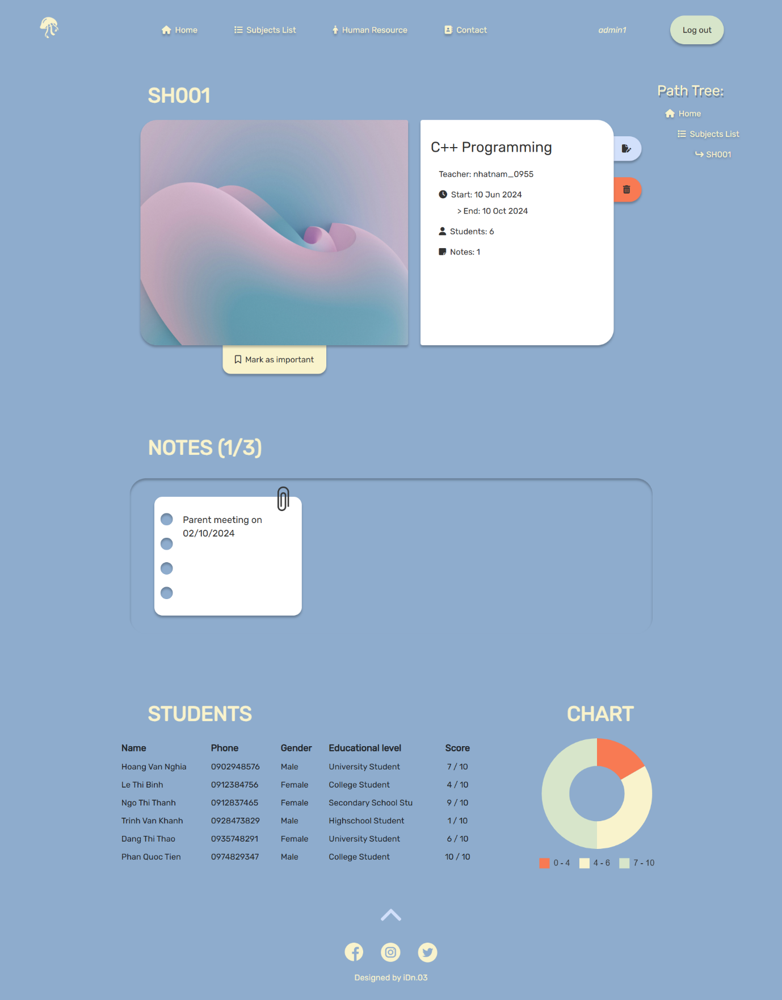 Home
Subjects List
Human Resource
Contact
admin1
Log out
SH001
Path Tree:
Home
Subjects List
SH001
C++ Programming
Teacher: nhatnam_0955
Start: 10 Jun 2024
> End: 10 Oct 2024
Students: 6
Notes: 1
Mark as important
NOTES (1/3)
Parent meeting on
02/10/2024
STUDENTS
Name Phone Gender Educational level Score
Hoang Van Nghia 0902948576 Male University Student 7 / 10
Le Thi Binh 0912384756 Female College Student 4 / 10
Ngo Thi Thanh 0912837465 Female Secondary School Stu 9 / 10
Trinh Van Khanh 0928473829 Male Highschool Student 1 / 10
Dang Thi Thao 0935748291 Female University Student 6 / 10
Phan Quoc Tien 0974829347 Male College Student 10 / 10
CHART
0 - 4 4 - 6 7 - 10
Designed by iDn.03